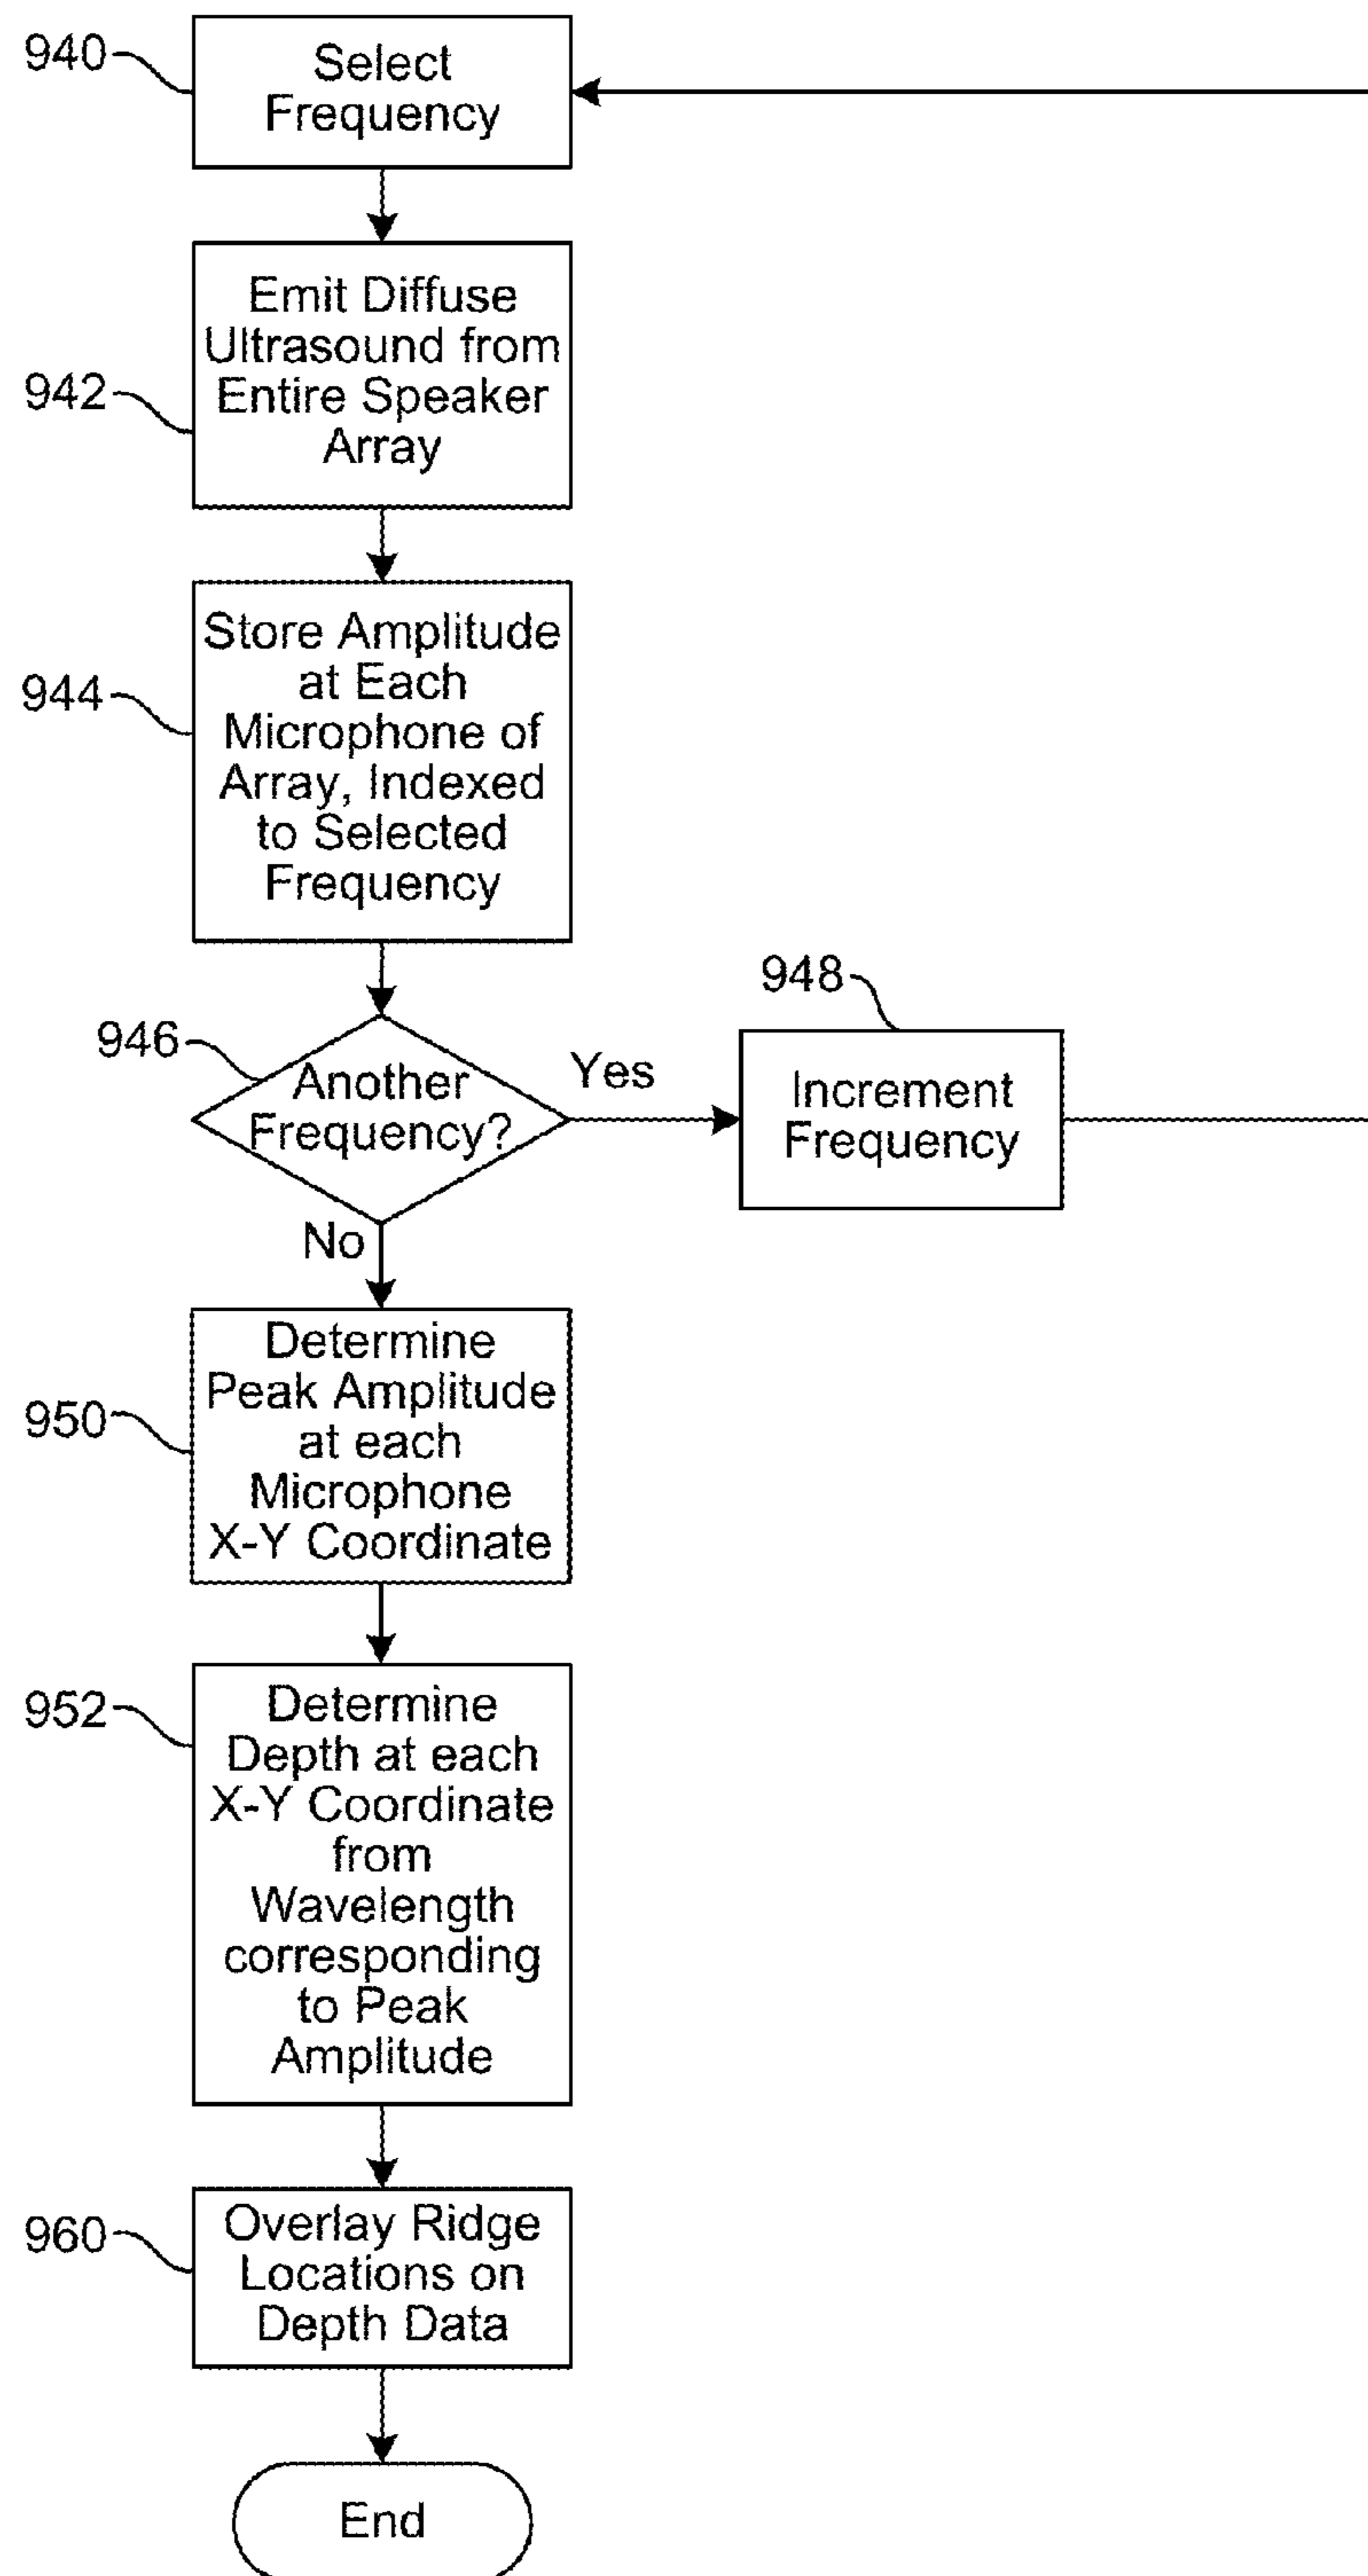 940
Select
Frequency
942
Emit Diffuse
Ultrasound from
Entire Speaker
Array
944
Store Amplitude
at Each
Microphone of
Array, Indexed
to Selected
Frequency
946
Another
Frequency?
Yes
948
Increment
Frequency
No
950
Determine
Peak Amplitude
at each
Microphone
X-Y Coordinate
952
Determine
Depth at each
X-Y Coordinate
from
Wavelength
corresponding
to Peak
Amplitude
960
Overlay Ridge
Locations on
Depth Data
End